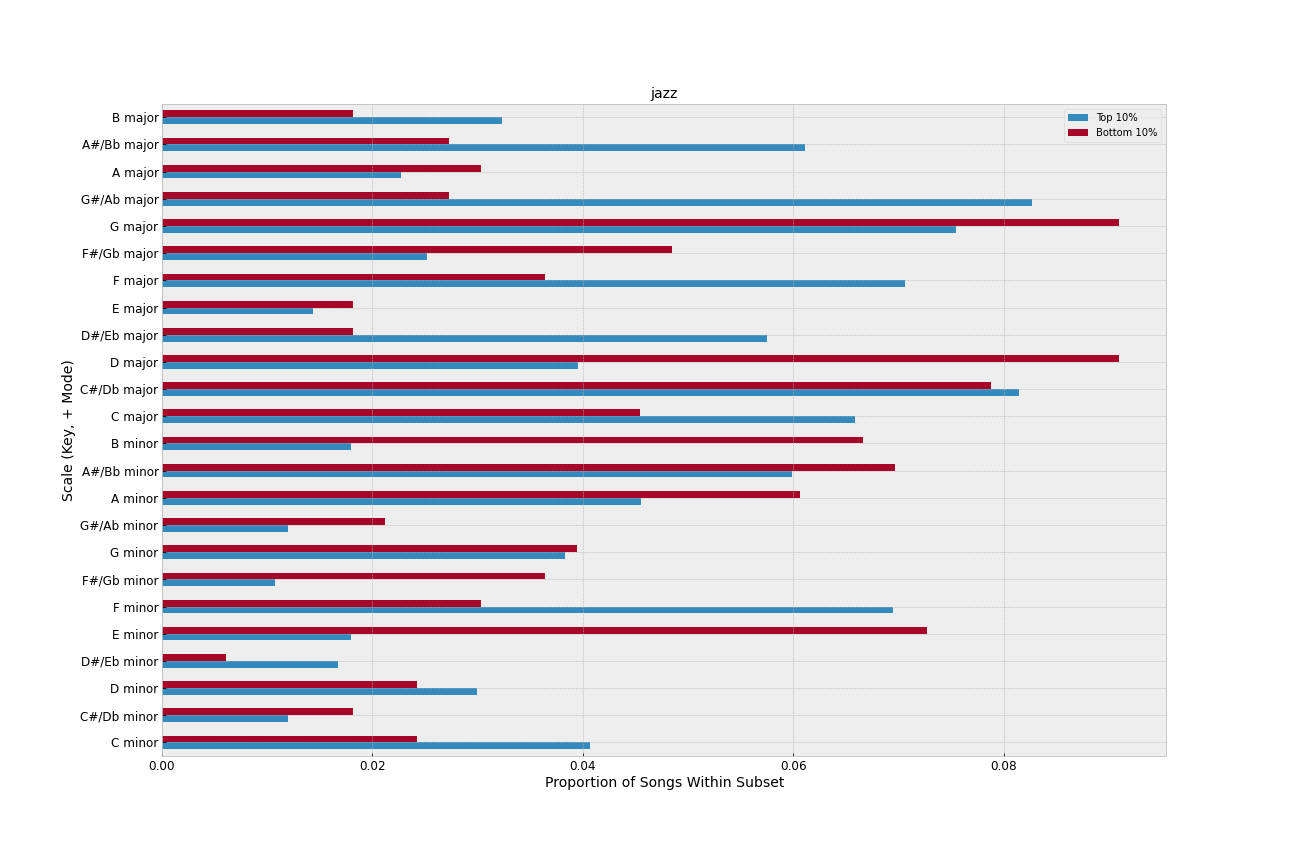 jazz
Top 10%
Bottom 10%
B major
A#/Bb major
A major
G#/Ab major
G major
F#/Gb major
F major
E major
D#/Eb major
D major
C#/Db major
C major
B minor
A#/Bb minor
A minor
G#/Ab minor
G minor
F#/Gb minor
F minor
E minor
D#/Eb minor
D minor
C#/Db minor
C minor
Scale (Key, + Mode)
0.00 0.02 0.04 0.06 0.08
Proportion of Songs Within Subset